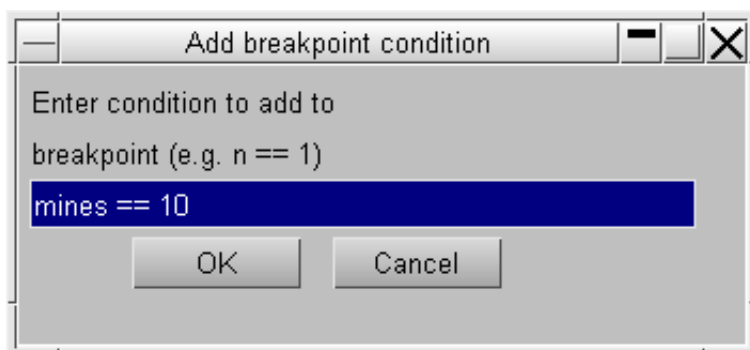 Add breakpoint condition
Enter condition to add to
breakpoint (e.g. n == 1)
mines == 10
OK Cancel